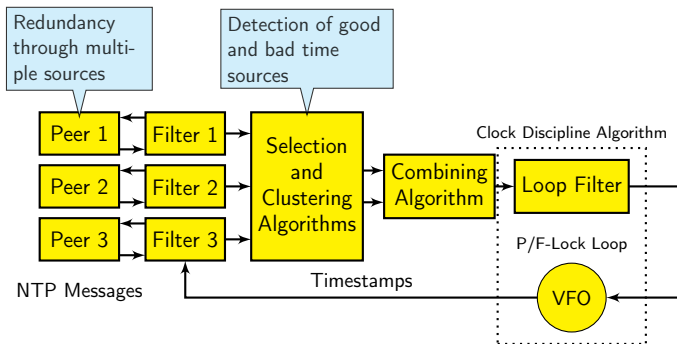 Redundancy
through multi-
ple sources
Detection of good
and bad time
sources
Peer 1
Filter 1
Peer 2
Filter 2
Peer 3
Filter 3
Selection
and
Clustering
Algorithms
Combining
Algorithm
Clock Discipline Algorithm
Loop Filter
P/F-Lock Loop
VFO
Timestamps
NTP Messages